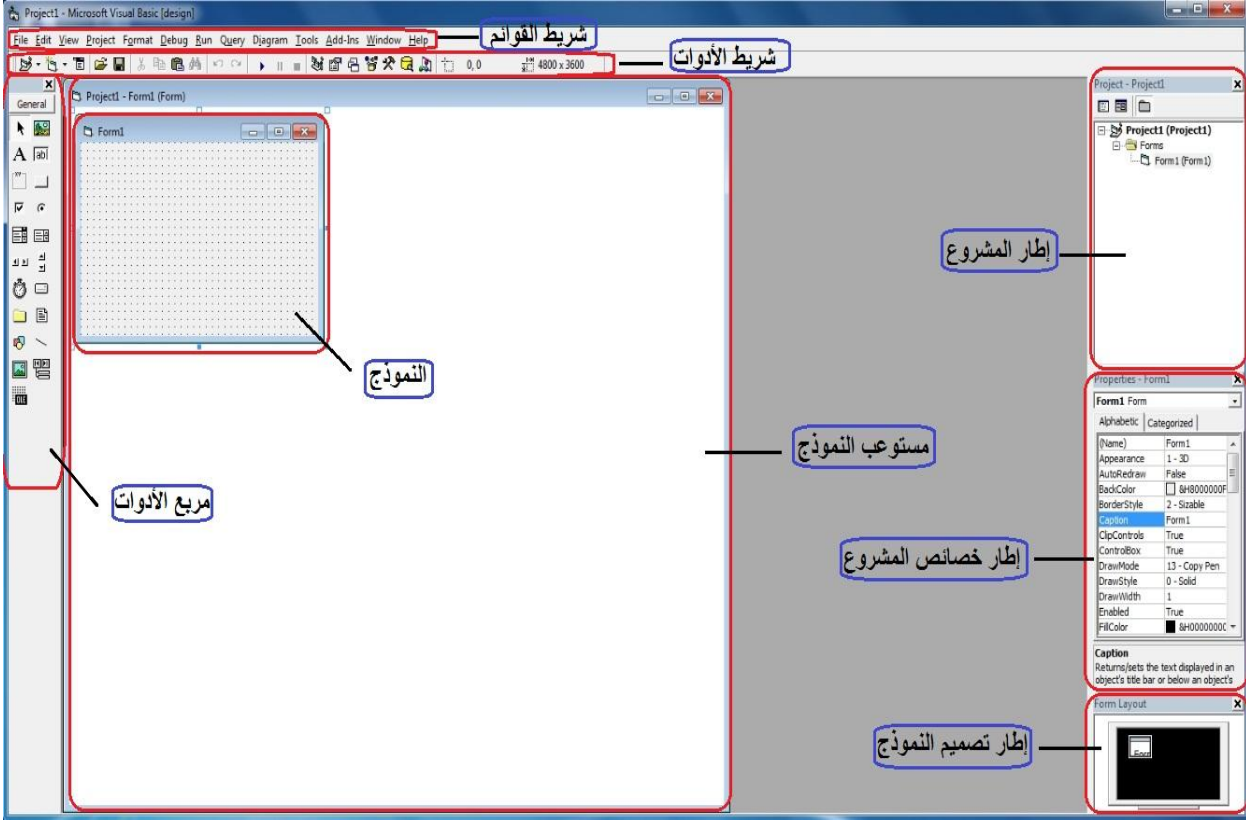 Project1 - Microsoft Visual Basic [design]
File Edit View Project Format Debug Run Query Diagram Tools Add-Ins Window Help
شريط القوائم
0, 0
4800 x 3600
شريط الأدوات
General
A
ab
Project1 - Form1 (Form)
Form1
النموذج
مربع الأدوات
مستوعب النموذج
Project - Project1
Project1 (Project1)
Forms
Form1 (Form1)
إطار المشروع
Properties - Form1
Form1 Form
Alphabetic Categorized
(Name) Form1
Appearance 1 - 3D
AutoRedraw False
BackColor &H8000000F
BorderStyle 2 - Sizable
Caption Form1
ClipControls True
ControlBox True
DrawMode 13 - Copy Pen
DrawStyle 0 - Solid
DrawWidth 1
Enabled True
FillColor &H0000000C
Caption
Returns/sets the text displayed in an
object's title bar or below an object's
إطار خصائص المشروع
Form Layout
إطار تصميم النموذج